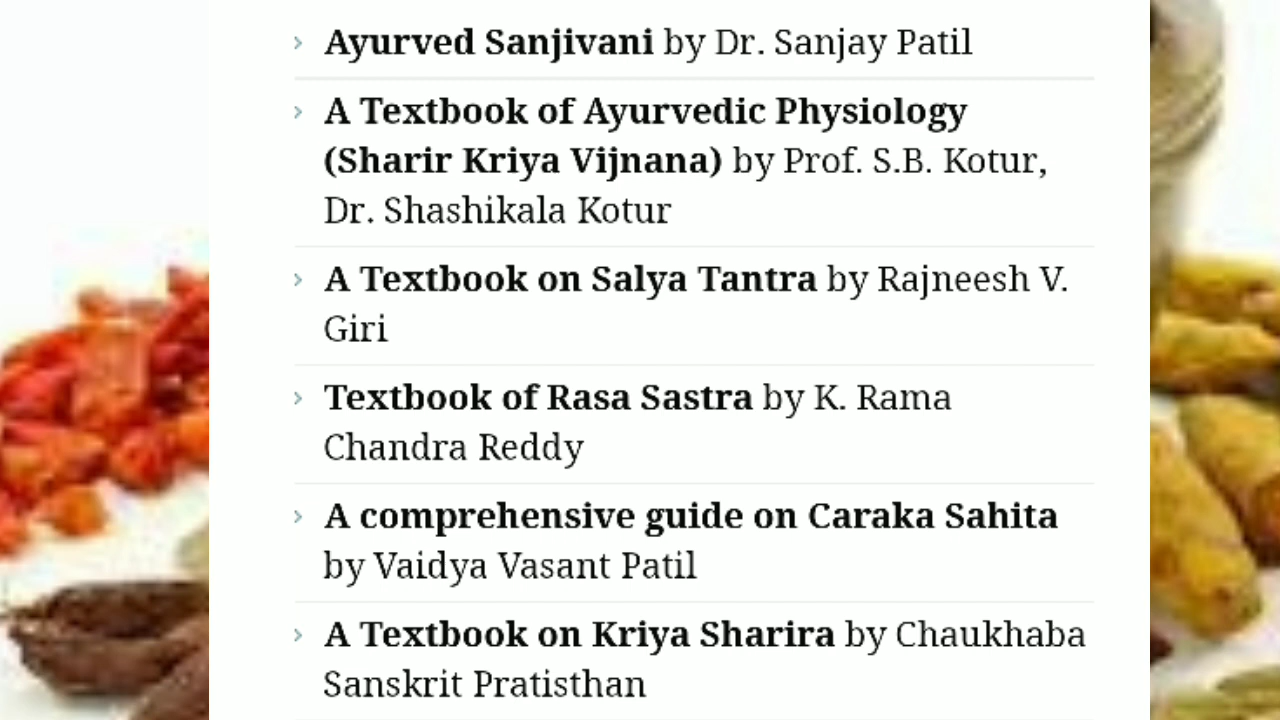 Ayurved Sanjivani by Dr. Sanjay Patil
A Textbook of Ayurvedic Physiology
(Sharir Kriya Vijnana) by Prof. S.B. Kotur,
Dr. Shashikala Kotur
A Textbook on Salya Tantra by Rajneesh V.
Giri
Textbook of Rasa Sastra by K. Rama
Chandra Reddy
A comprehensive guide on Caraka Sahita
by Vaidya Vasant Patil
A Textbook on Kriya Sharira by Chaukhaba
Sanskrit Pratisthan